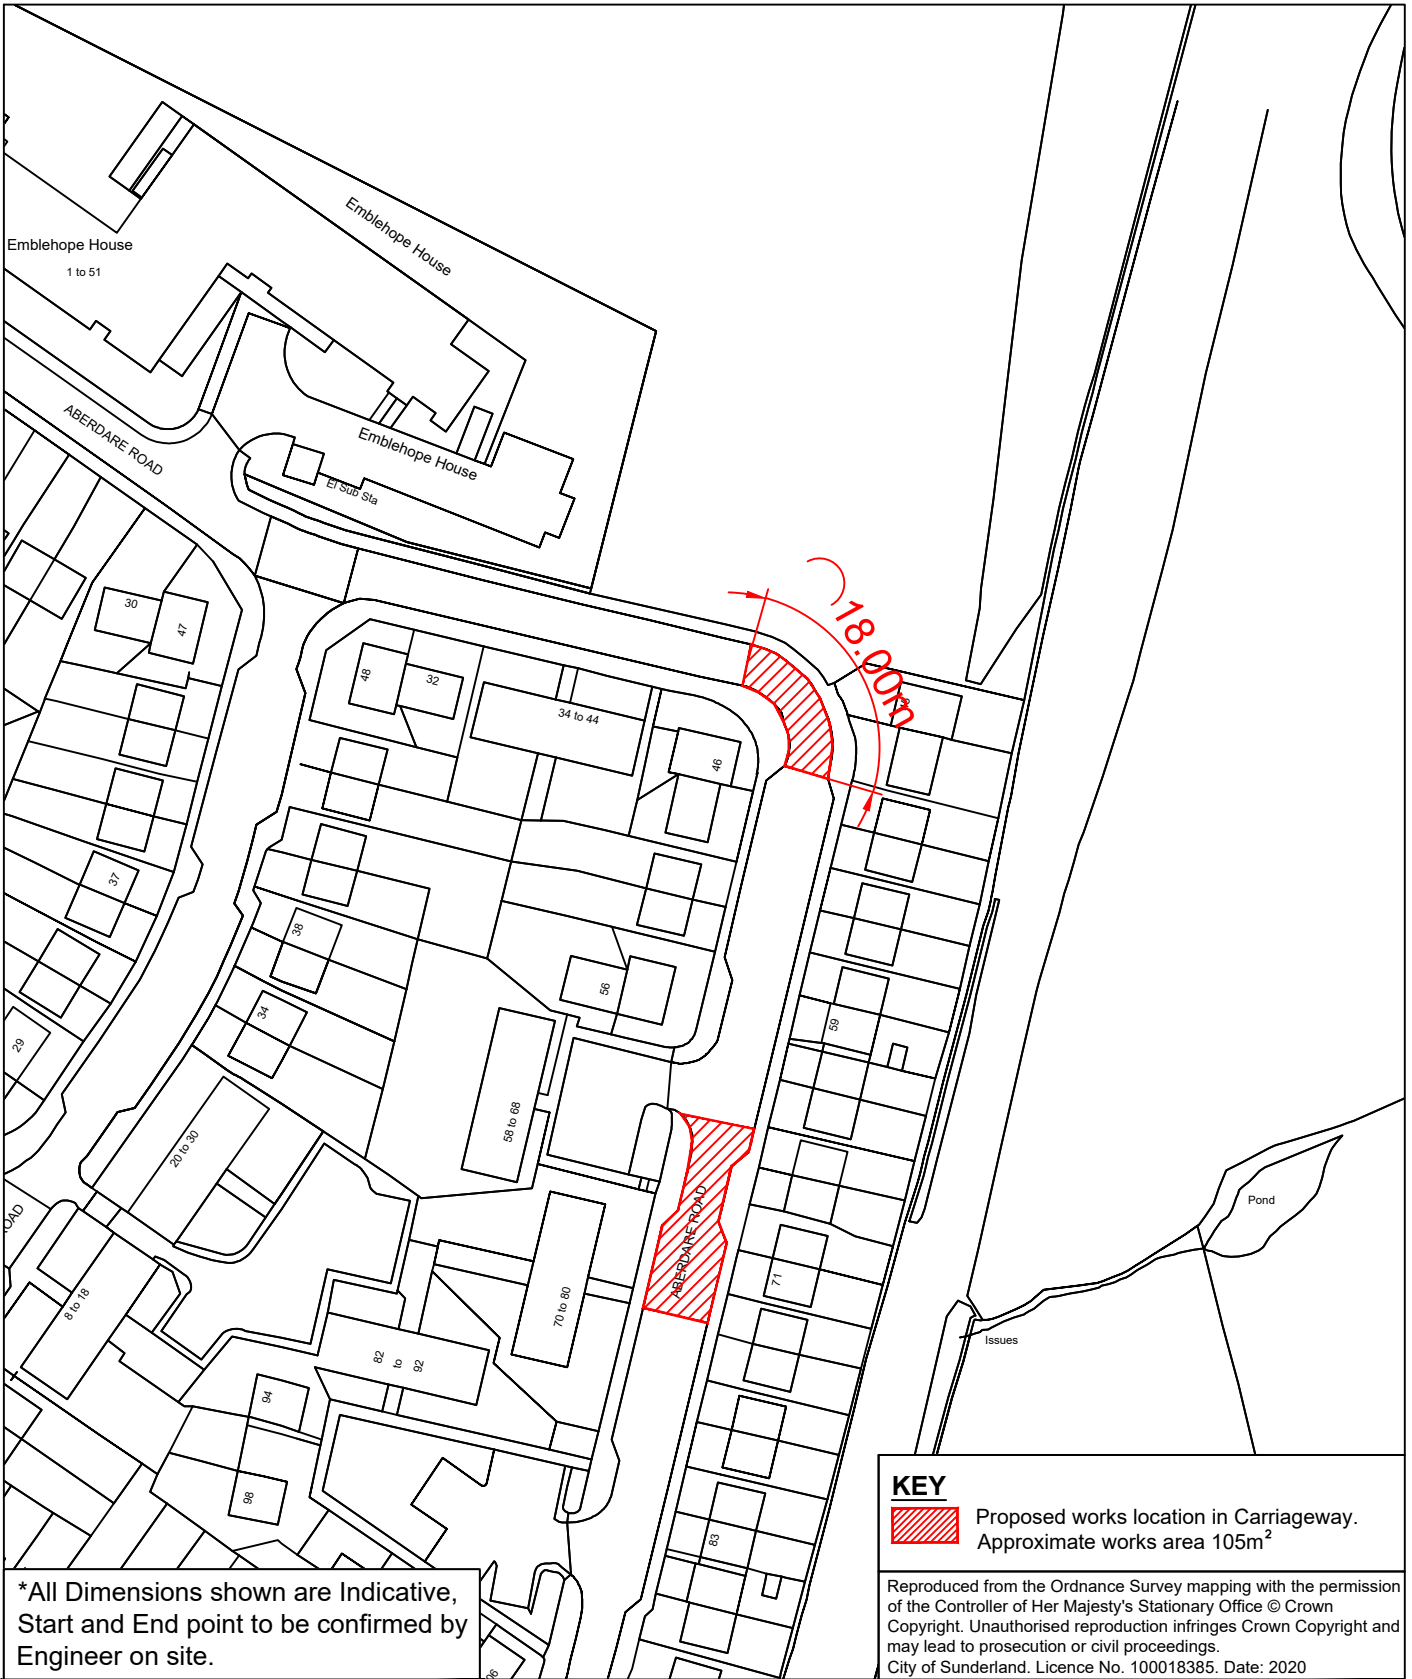 Emblehope House
Emblehope House
1 to 51
ABERDARE ROAD
Emblehope House
El Sub Sta
30
47
48
32
34 to 44
46
18.00m
37
38
34
29
56
59
58 to 68
20 to 30
OAD
8 to 18
ABERDARE ROAD
71
70 to 80
82
to
92
94
98
83
Pond
Issues
KEY
Proposed works location in Carriageway.
Approximate works area 105m²
*All Dimensions shown are Indicative,
Start and End point to be confirmed by
Engineer on site.
Reproduced from the Ordnance Survey mapping with the permission
of the Controller of Her Majesty's Stationary Office © Crown
Copyright. Unauthorised reproduction infringes Crown Copyright and
may lead to prosecution or civil proceedings.
City of Sunderland. Licence No. 100018385. Date: 2020